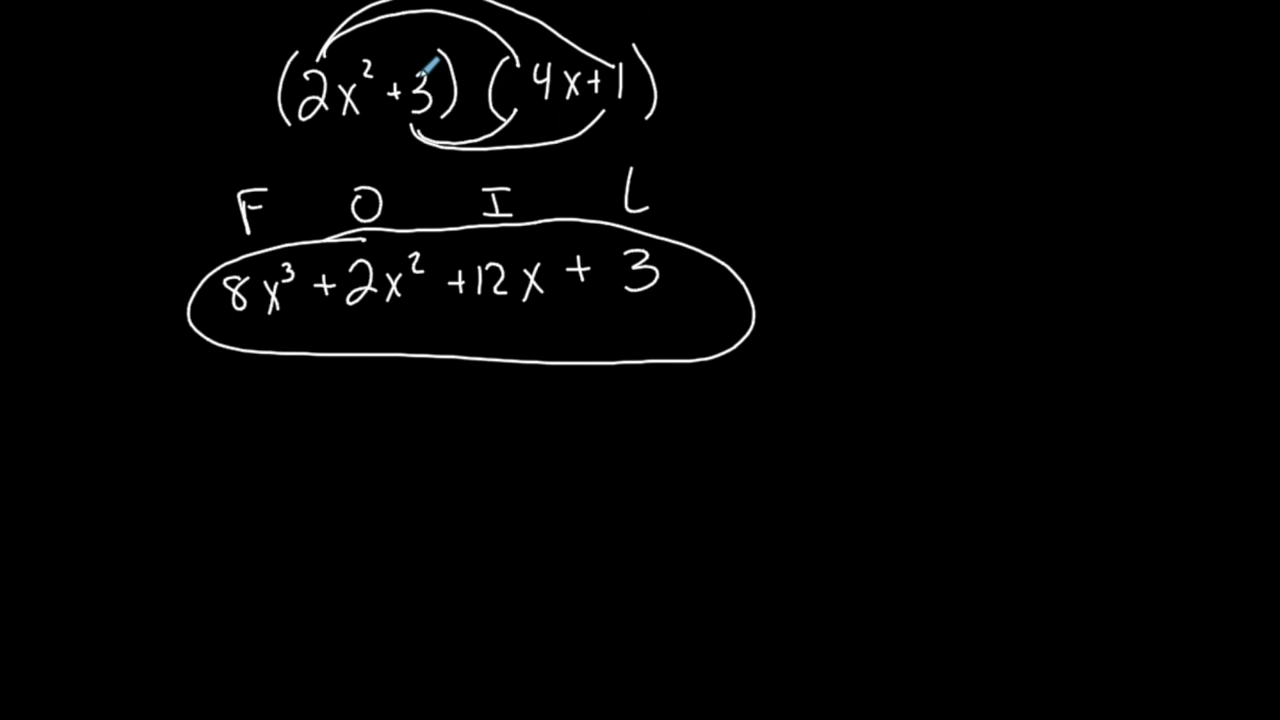 (2x² +3) (4x+1)
F O I L
8x³ +2x² +12x + 3